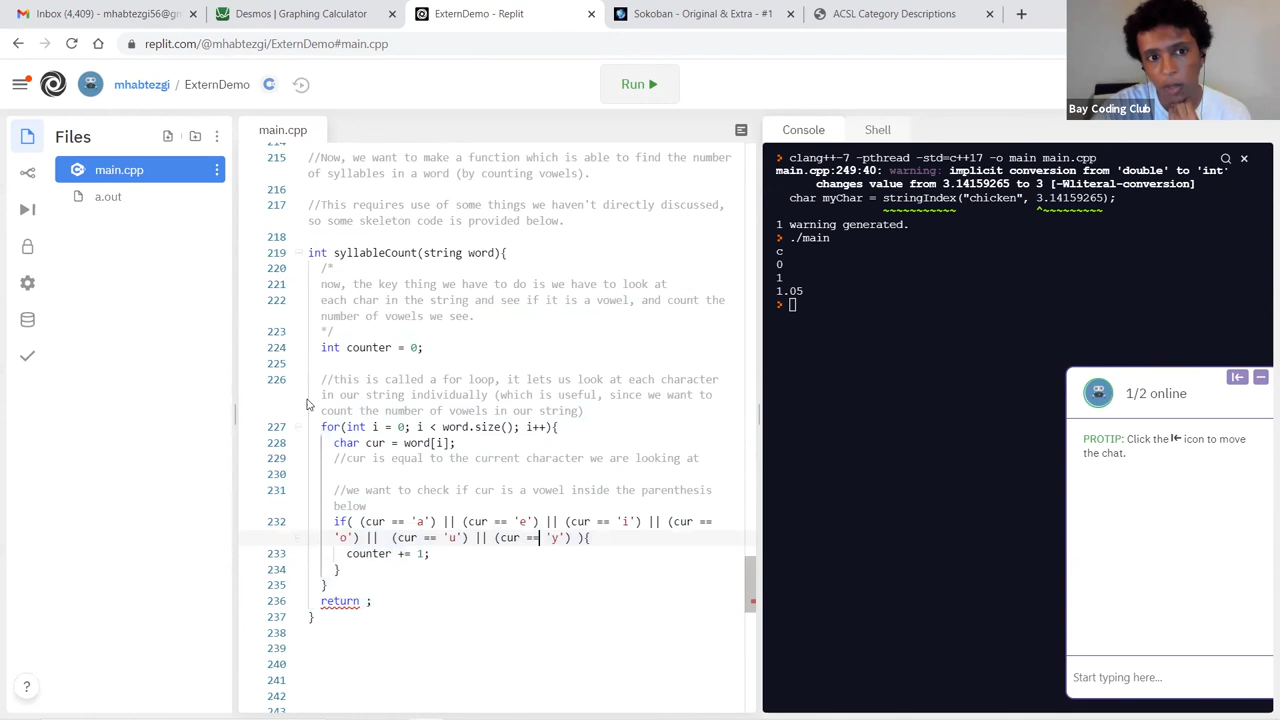 Inbox (4,409) - mhabtezgi56@gm
Desmos | Graphing Calculator
ExternDemo - Replit
Sokoban - Original & Extra - #1
ACSL Category Descriptions
replit.com/@mhabtezgi/ExternDemo#main.cpp
mhabtezgi / ExternDemo
Run
Bay Coding Club
Files
main.cpp
a.out
main.cpp
214
215 //Now, we want to make a function which is able to find the number
of syllables in a word (by counting vowels).
216
217 //This requires use of some things we haven't directly discussed,
so some skeleton code is provided below.
218
219 int syllableCount(string word){
220 /*
221 now, the key thing we have to do is we have to look at
222 each char in the string and see if it is a vowel, and count the
number of vowels we see.
223 */
224 int counter = 0;
225
226 //this is called a for loop, it lets us look at each character
in our string individually (which is useful, since we want to
count the number of vowels in our string)
227 for(int i = 0; i < word.size(); i++){
228 char cur = word[i];
229 //cur is equal to the current character we are looking at
230
231 //we want to check if cur is a vowel inside the parenthesis
below
232 if( (cur == 'a') || (cur == 'e') || (cur == 'i') || (cur ==
'o') || (cur == 'u') || (cur == 'y') ){
233 counter += 1;
234 }
235 }
236 return ;
237 }
238
239
240
241
242
Console
Shell
clang++-7 -pthread -std=c++17 -o main main.cpp
main.cpp:249:40: warning: implicit conversion from 'double' to 'int'
changes value from 3.14159265 to 3 [-Wliteral-conversion]
char myChar = stringIndex("chicken", 3.14159265);
~~~~~~~~~~~ ^~~~~~~~~~
1 warning generated.
./main
c
0
1
1.05
1/2 online
PROTIP: Click the icon to move
the chat.
Start typing here...
?